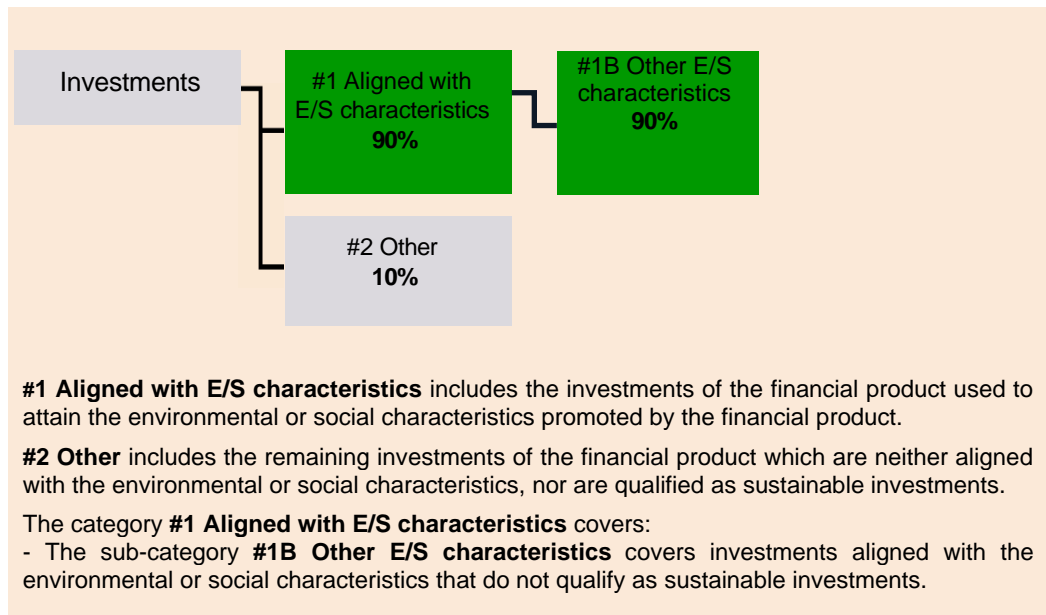 Investments
#1 Aligned with
E/S characteristics
90%
#1B Other E/S
characteristics
90%
#2 Other
10%
#1 Aligned with E/S characteristics includes the investments of the financial product used to
attain the environmental or social characteristics promoted by the financial product.
#2 Other includes the remaining investments of the financial product which are neither aligned
with the environmental or social characteristics, nor are qualified as sustainable investments.
The category #1 Aligned with E/S characteristics covers:
- The sub-category #1B Other E/S characteristics covers investments aligned with the
environmental or social characteristics that do not qualify as sustainable investments.